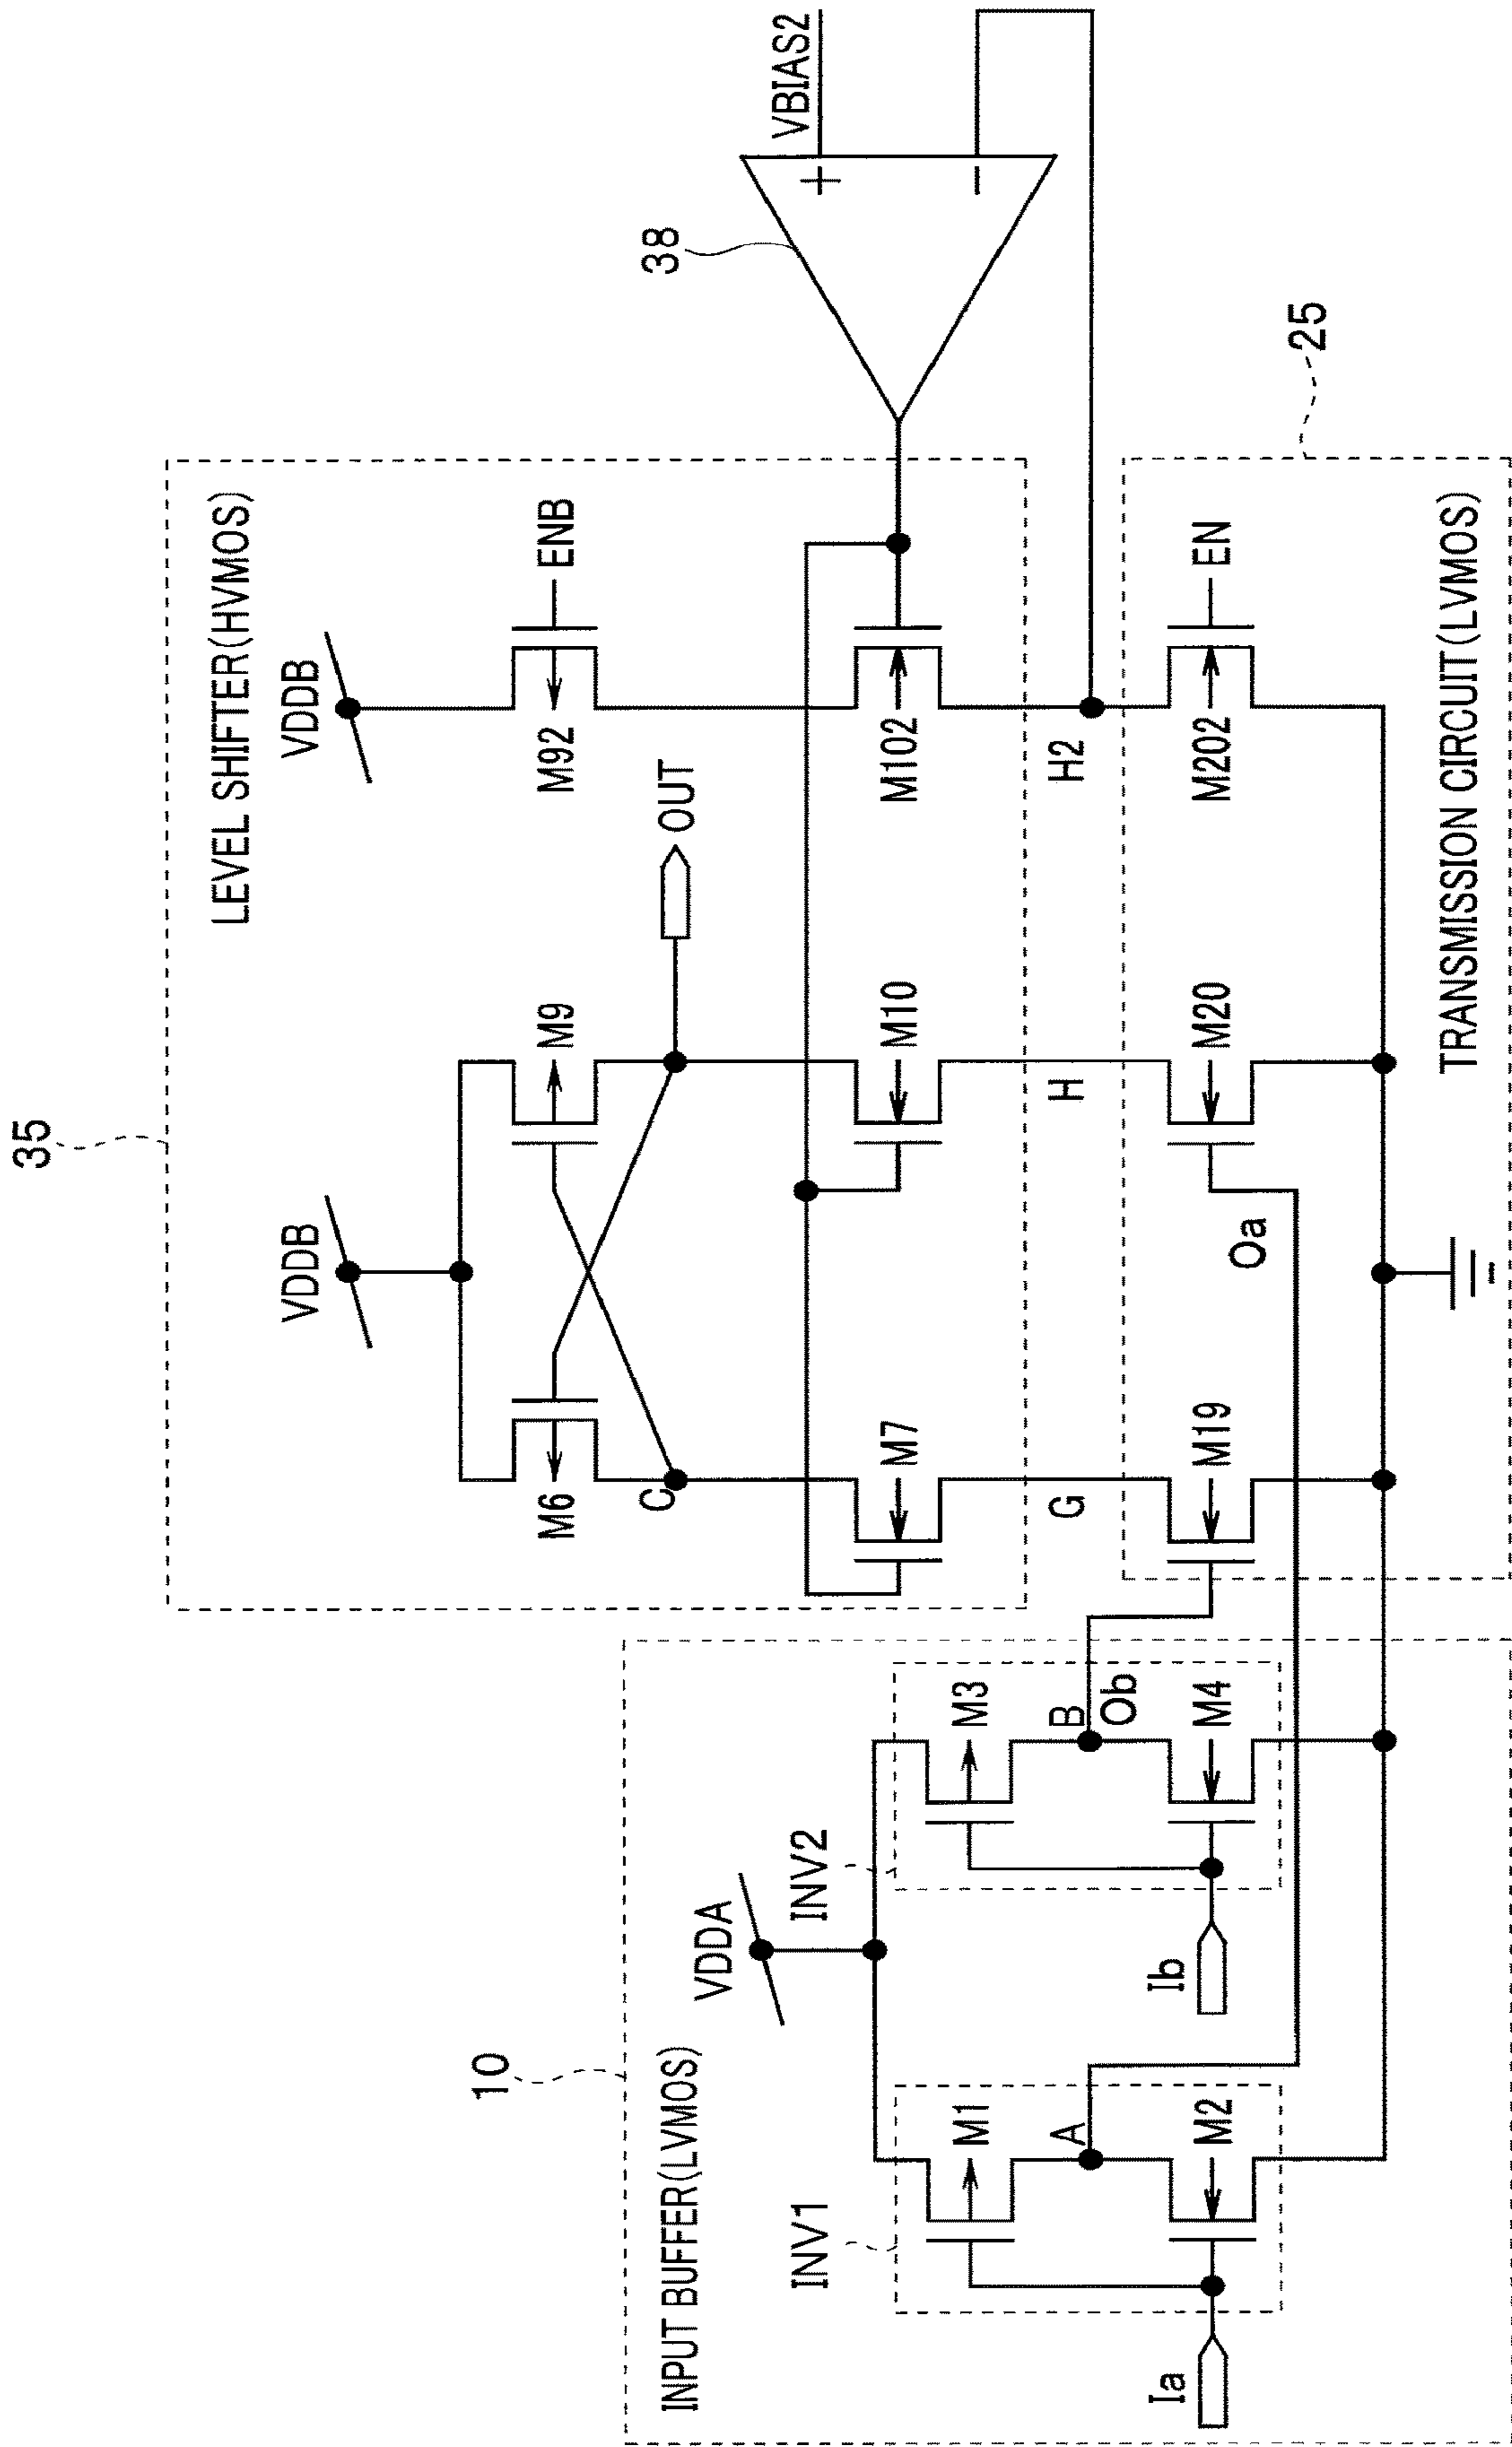 35
LEVEL SHIFTER(HVMOS)
VDDB
VDDB
M6
M9
M92
ENB
C
OUT
38
VBIAS2
+
−
M7
M10
M102
G
H
H2
25
M19
M20
M202
EN
Oa
TRANSMISSION CIRCUIT(LVMOS)
10
INPUT BUFFER(LVMOS)
VDDA
INV1
INV2
M1
M3
A
B
Ob
M2
M4
Ia
Ib